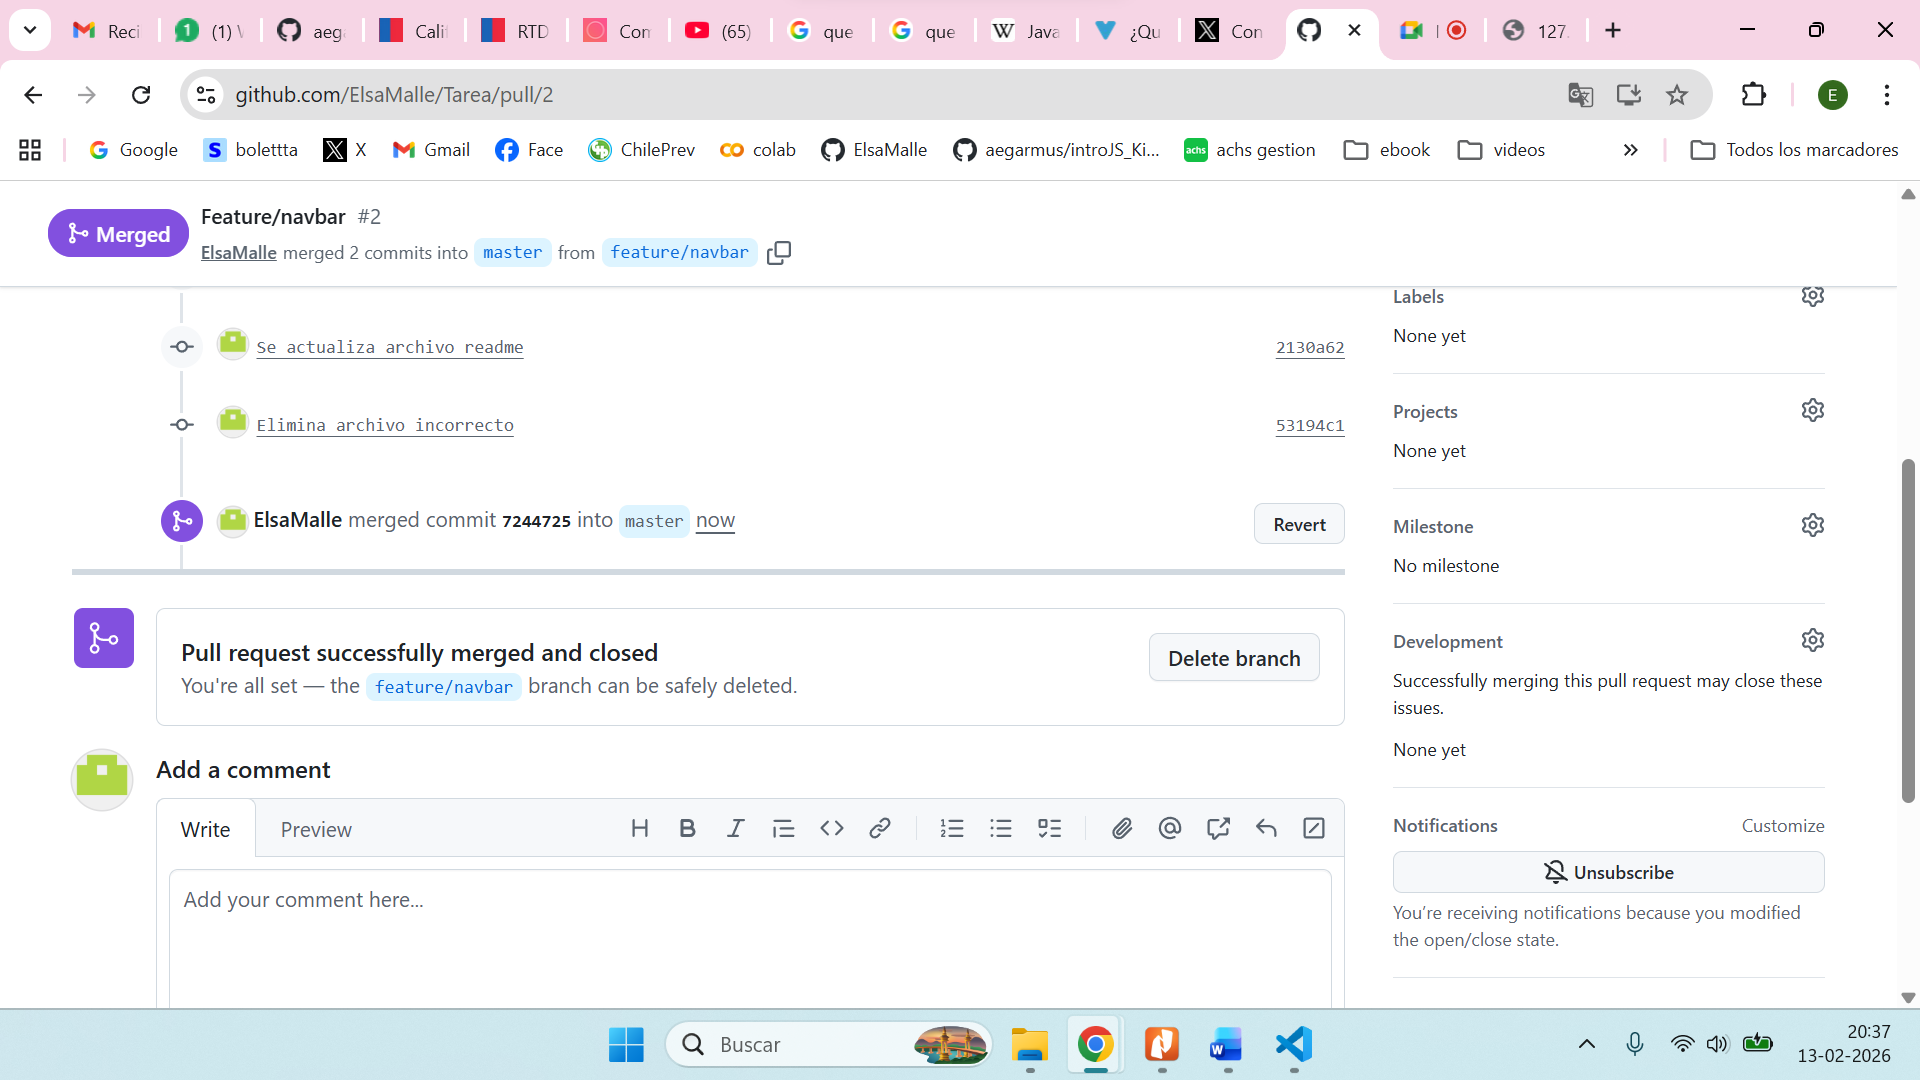 Reci
(1) W
aega
Calif
RTD
Com
(65)
que
que
Java
¿Qu
Con
127.
github.com/ElsaMalle/Tarea/pull/2
E
Google
bolettta
X
Gmail
Face
ChilePrev
colab
ElsaMalle
aegarmus/introJS_Ki...
achs gestion
ebook
videos
Todos los marcadores
Merged
Feature/navbar #2
ElsaMalle merged 2 commits into master from feature/navbar
Se actualiza archivo readme 2130a62
Elimina archivo incorrecto 53194c1
ElsaMalle merged commit 7244725 into master now
Revert
Pull request successfully merged and closed
You're all set — the feature/navbar branch can be safely deleted.
Delete branch
Add a comment
Write
Preview
Add your comment here...
Labels
None yet
Projects
None yet
Milestone
No milestone
Development
Successfully merging this pull request may close these
issues.
None yet
Notifications
Customize
Unsubscribe
You’re receiving notifications because you modified
the open/close state.
Buscar
20:37
13-02-2026